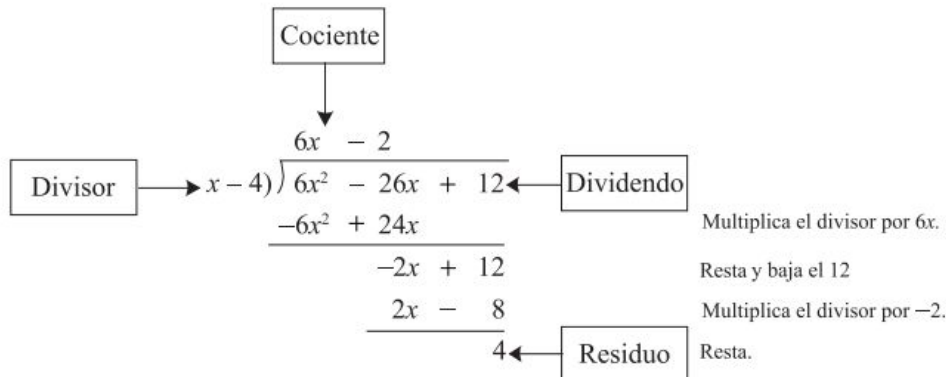 Cociente
6x − 2
Divisor x − 4) 6x² − 26x + 12 Dividendo
−6x² + 24x Multiplica el divisor por 6x.
−2x + 12 Resta y baja el 12
2x − 8 Multiplica el divisor por −2.
4 Residuo Resta.